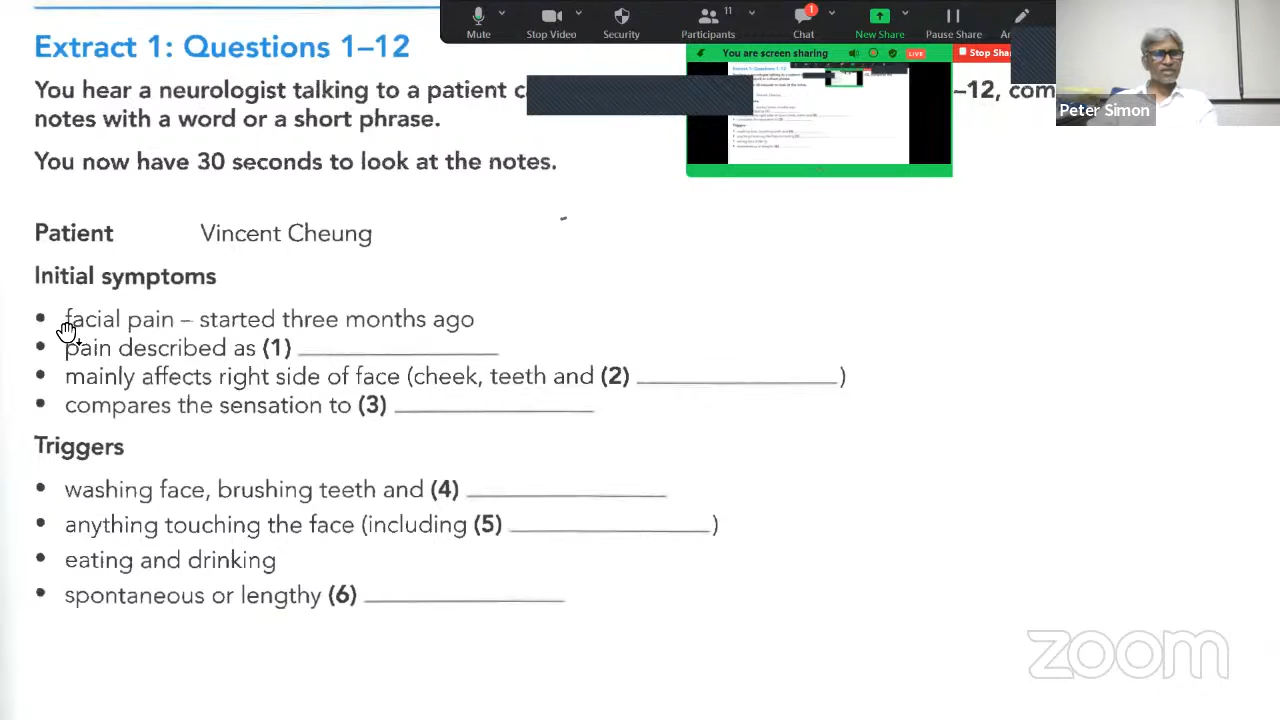 Mute
Stop Video
Security
11
Participants
1
Chat
New Share
Pause Share
You are screen sharing
LIVE
Stop Shar
Peter Simon
Extract 1: Questions 1–12
You hear a neurologist talking to a patient c –12, com
notes with a word or a short phrase.
You now have 30 seconds to look at the notes.
Patient Vincent Cheung
Initial symptoms
• facial pain – started three months ago
• pain described as (1)
• mainly affects right side of face (cheek, teeth and (2) )
• compares the sensation to (3)
Triggers
• washing face, brushing teeth and (4)
• anything touching the face (including (5) )
• eating and drinking
• spontaneous or lengthy (6)
zoom